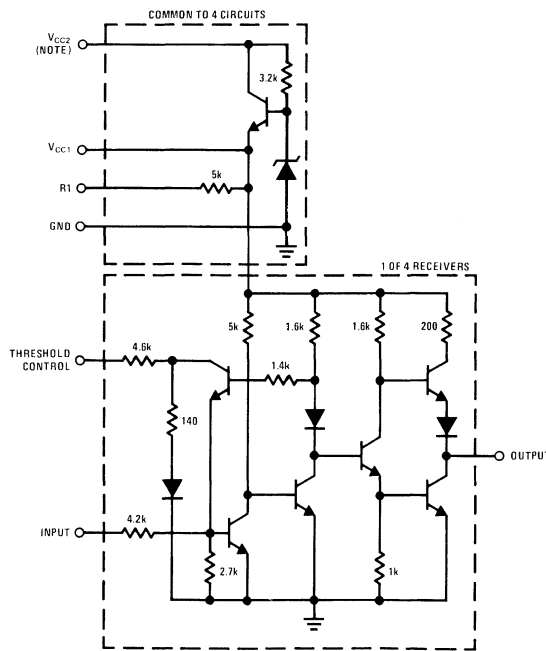 COMMON TO 4 CIRCUITS
VCC2
(NOTE)
3.2k
VCC1
5k
R1
GND
1 OF 4 RECEIVERS
5k
1.6k
1.6k
200
4.6k
THRESHOLD
CONTROL
1.4k
140
OUTPUT
4.2k
INPUT
2.7k
1k